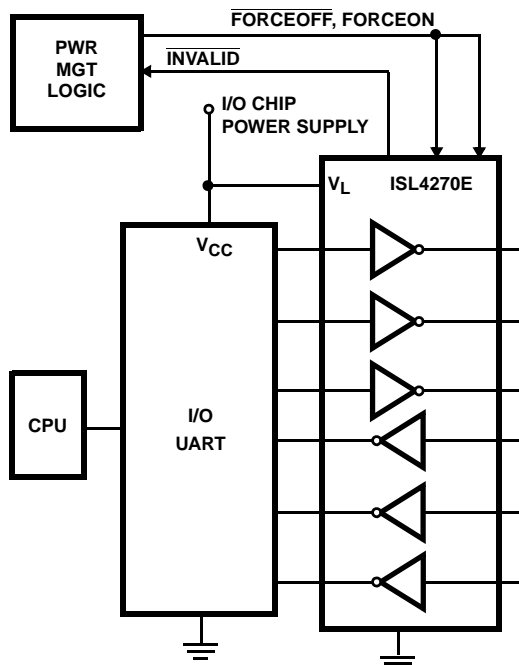 FORCEOFF, FORCEON
PWR
MGT
LOGIC
INVALID
I/O CHIP
POWER SUPPLY
VL
ISL4270E
VCC
CPU
I/O
UART